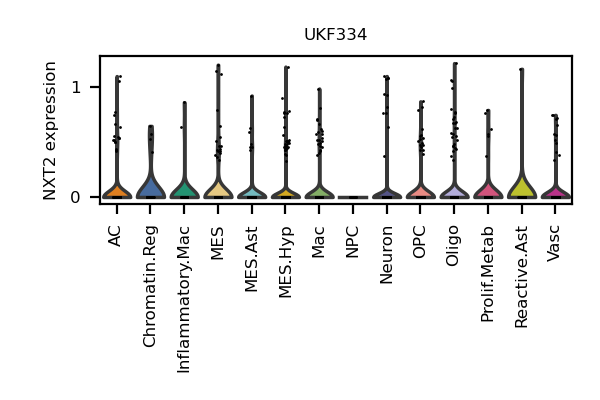 UKF334
NXT2 expression
1
0
AC
Chromatin.Reg
Inflammatory.Mac
MES
MES.Ast
MES.Hyp
Mac
NPC
Neuron
OPC
Oligo
Prolif.Metab
Reactive.Ast
Vasc